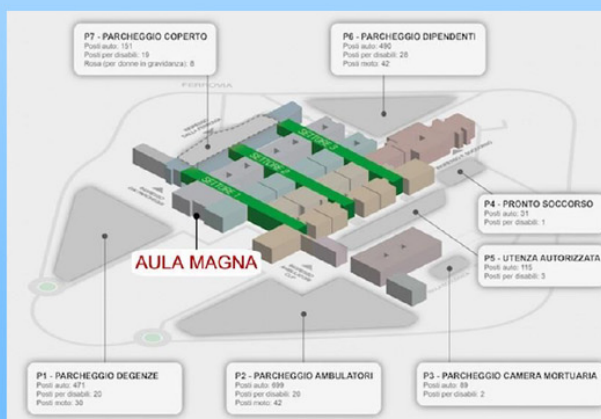 P7 - PARCHEGGIO COPERTO
Posti auto: 151
Posti per disabili: 19
Rosa (per donne in gravidanza): 8
P6 - PARCHEGGIO DIPENDENTI
Posti auto: 490
Posti per disabili: 28
Posti moto: 42
FERROVIA
SETTORE 3
SETTORE 2
SETTORE 1
P4 - PRONTO SOCCORSO
Posti auto: 31
Posti per disabili: 1
AULA MAGNA
P5 - UTENZA AUTORIZZATA
Posti auto: 115
Posti per disabili: 3
P1 - PARCHEGGIO DEGENZE
Posti auto: 471
Posti per disabili: 20
Posti moto: 30
P2 - PARCHEGGIO AMBULATORI
Posti auto: 699
Posti per disabili: 20
Posti moto: 42
P3 - PARCHEGGIO CAMERA MORTUARIA
Posti auto: 89
Posti per disabili: 2